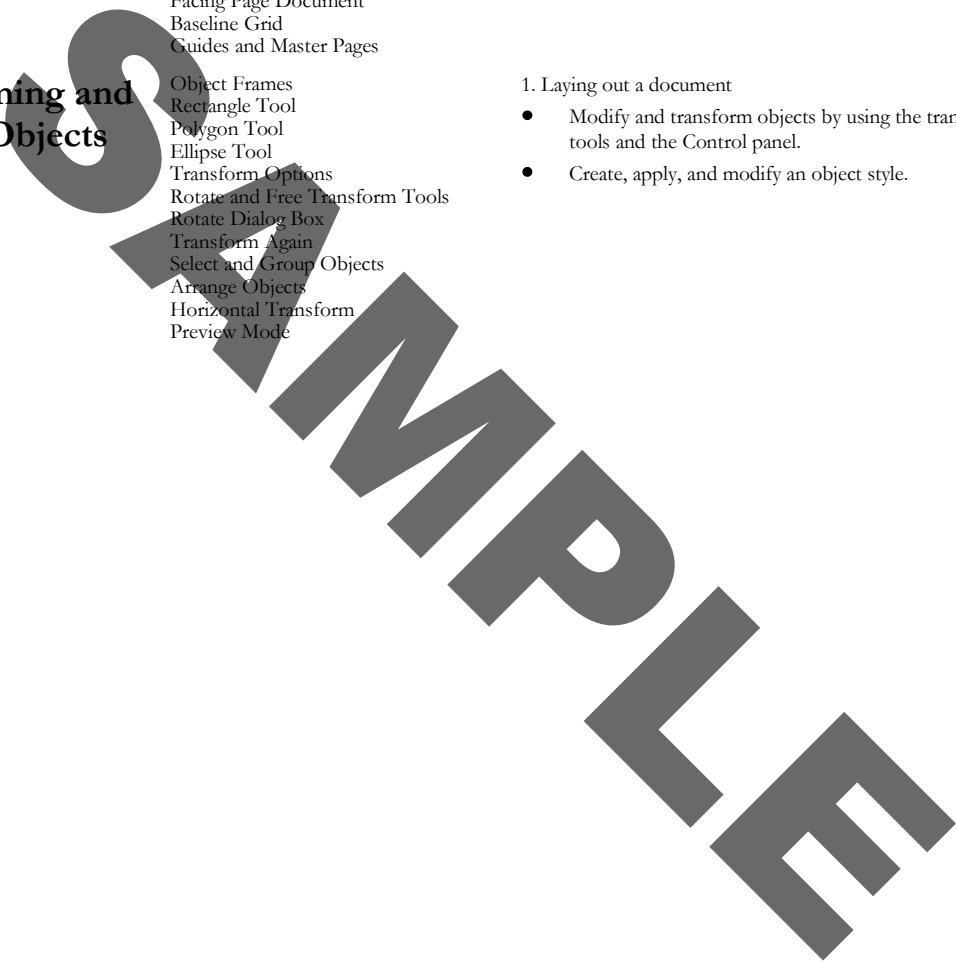 Facing Page Document
Baseline Grid
Guides and Master Pages
and
Objects
Object Frames
Rectangle Tool
Polygon Tool
Ellipse Tool
Transform Options
Rotate and Free Transform Tools
Rotate Dialog Box
Transform Again
Select and Group Objects
Arrange Objects
Horizontal Transform
Preview Mode
1. Laying out a document
● Modify and transform objects by using the
tools and the Control panel.
● Create, apply, and modify an object style.
SAMPLE